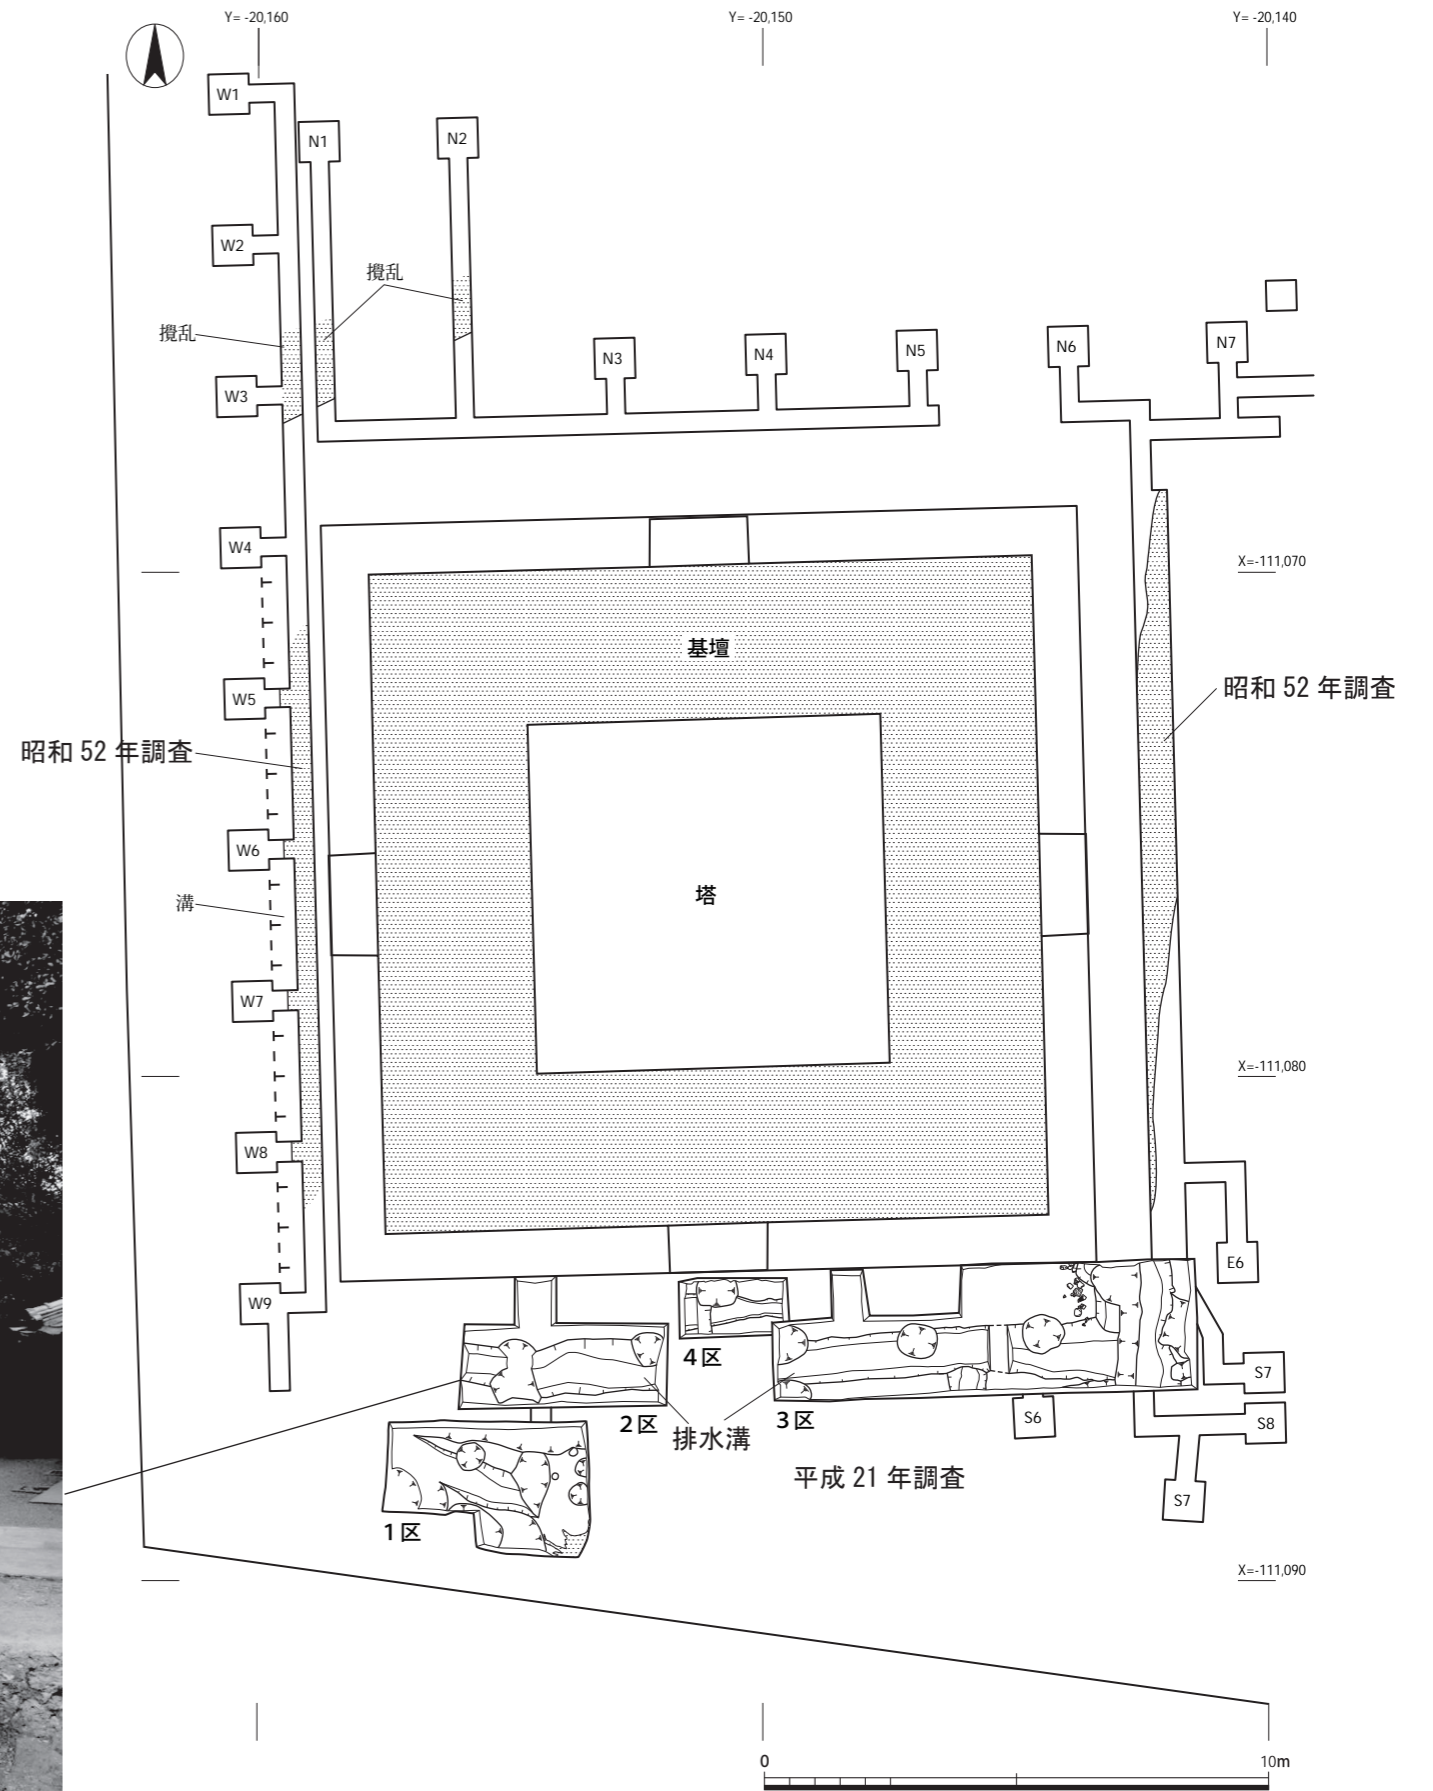 Y= -20,160
Y= -20,150
Y= -20,140
W1
N1
N2
W2
攪乱
攪乱
N3
N4
N5
N6
N7
W3
W4
X=-111,070
基壇
昭和 52 年調査
W5
昭和 52 年調査
W6
塔
溝
W7
X=-111,080
W8
E6
W9
4区
S7
2区
排水溝
3区
S6
S8
平成 21 年調査
S7
1区
X=-111,090
0
10m